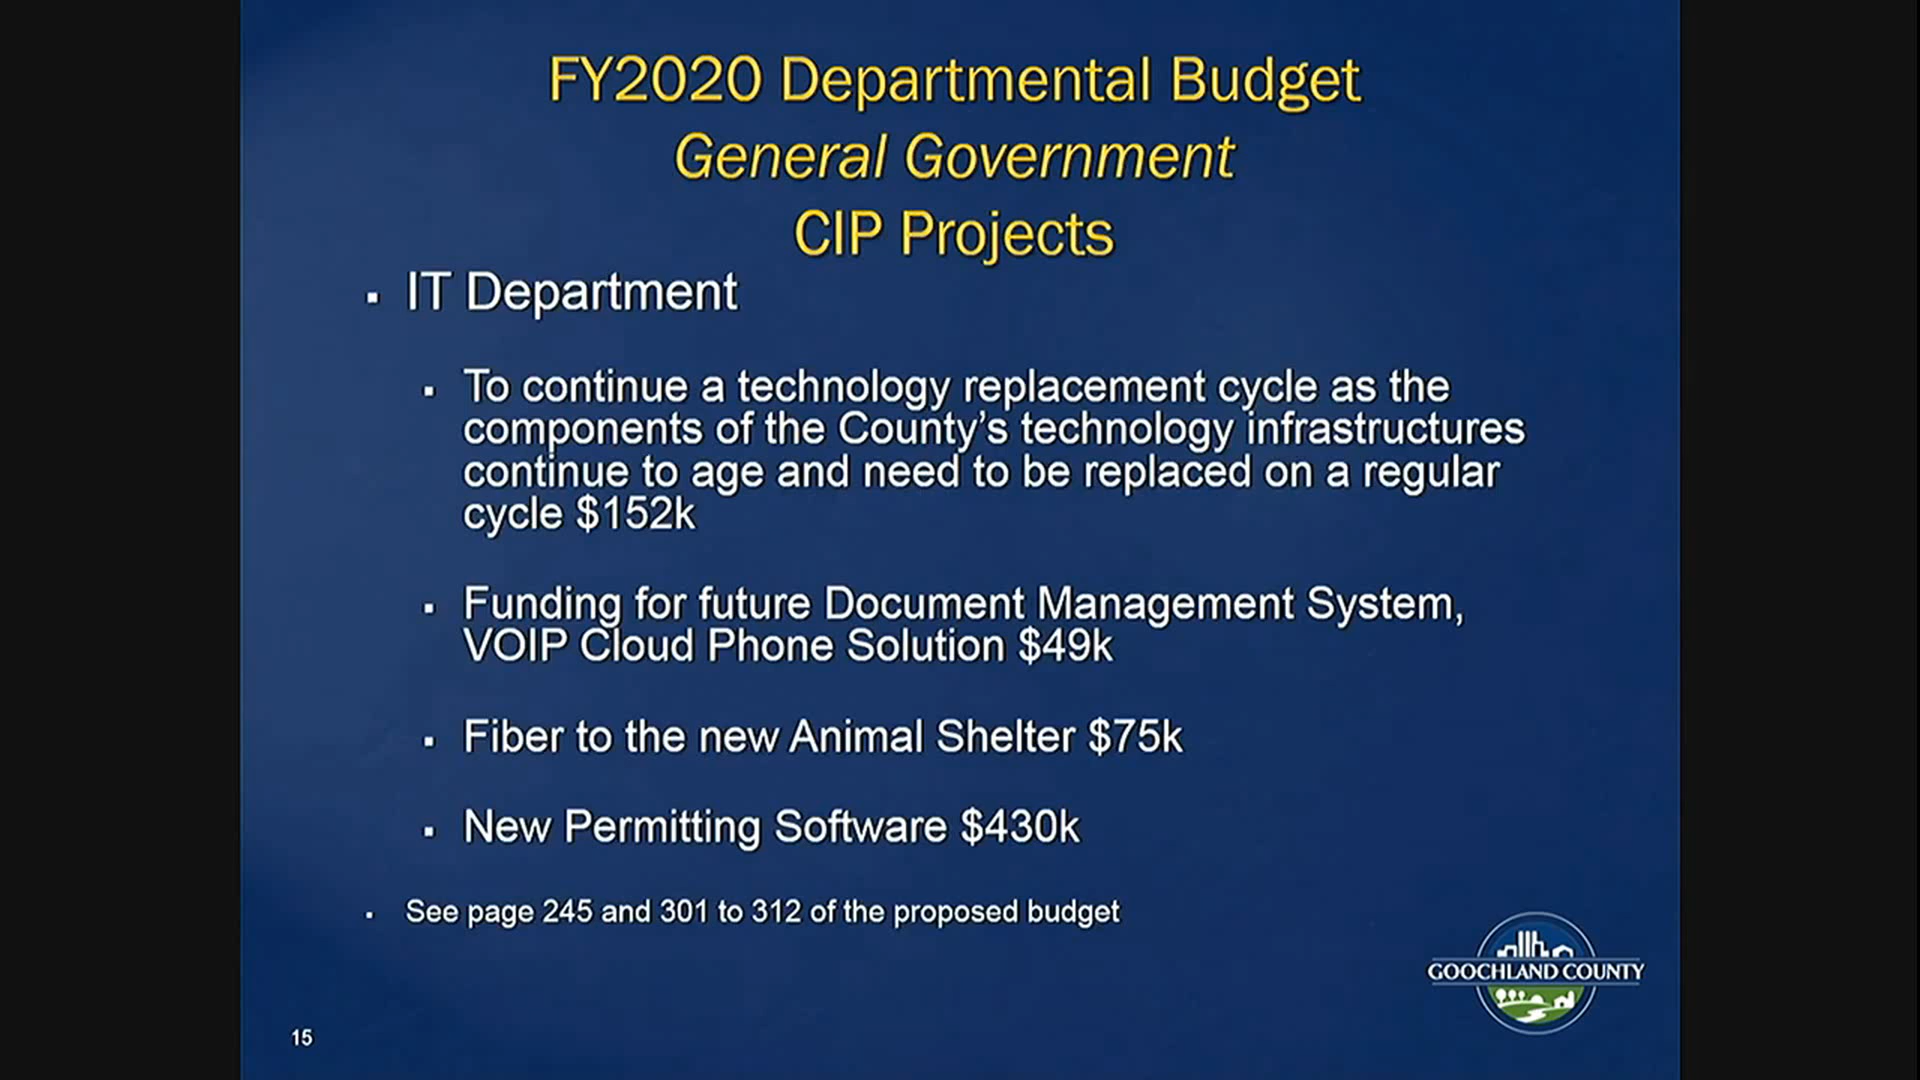 FY2020 Departmental Budget
General Government
CIP Projects
▪ IT Department
▪ To continue a technology replacement cycle as the
components of the County's technology infrastructures
continue to age and need to be replaced on a regular
cycle $152k
▪ Funding for future Document Management System,
VOIP Cloud Phone Solution $49k
▪ Fiber to the new Animal Shelter $75k
▪ New Permitting Software $430k
▪ See page 245 and 301 to 312 of the proposed budget
GOOCHLAND COUNTY
15